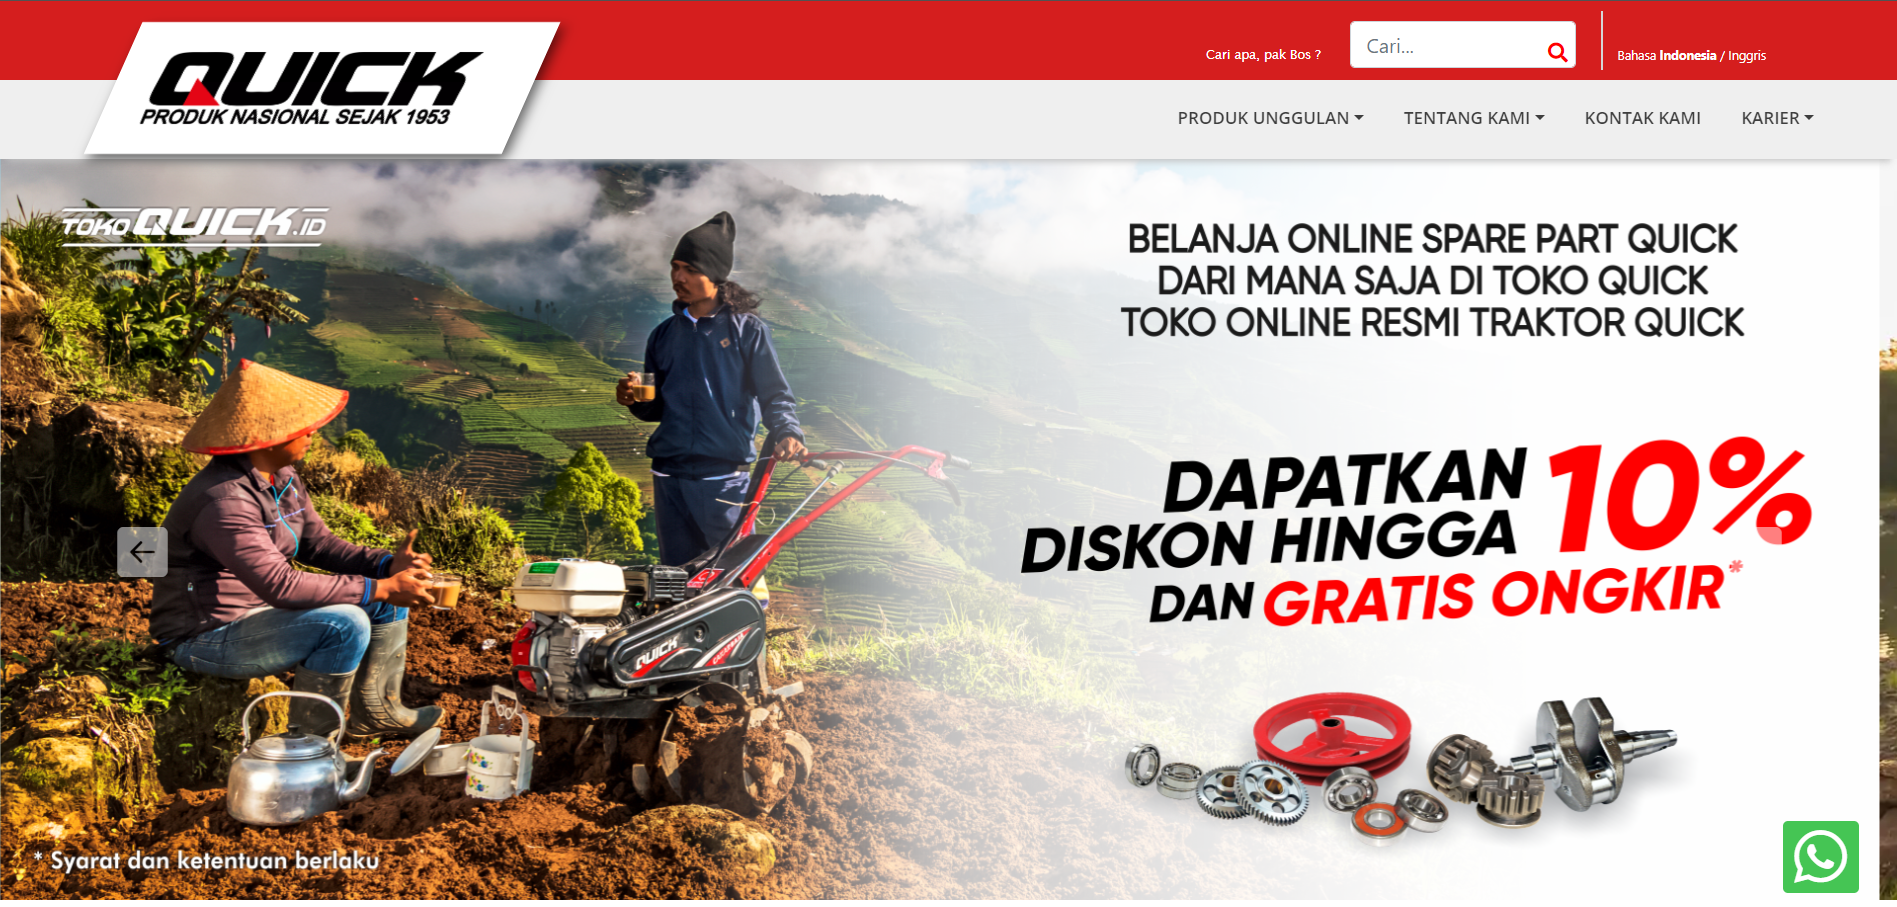 QUICK
PRODUK NASIONAL SEJAK 1953
Cari apa, pak Bos ?
Cari...
Bahasa Indonesia / Inggris
PRODUK UNGGULAN
TENTANG KAMI
KONTAK KAMI
KARIER
TOKO QUICK.ID
BELANJA ONLINE SPARE PART QUICK
DARI MANA SAJA DI TOKO QUICK
TOKO ONLINE RESMI TRAKTOR QUICK
DAPATKAN
DISKON HINGGA 10%
DAN GRATIS ONGKIR*
QUICK
* Syarat dan ketentuan berlaku